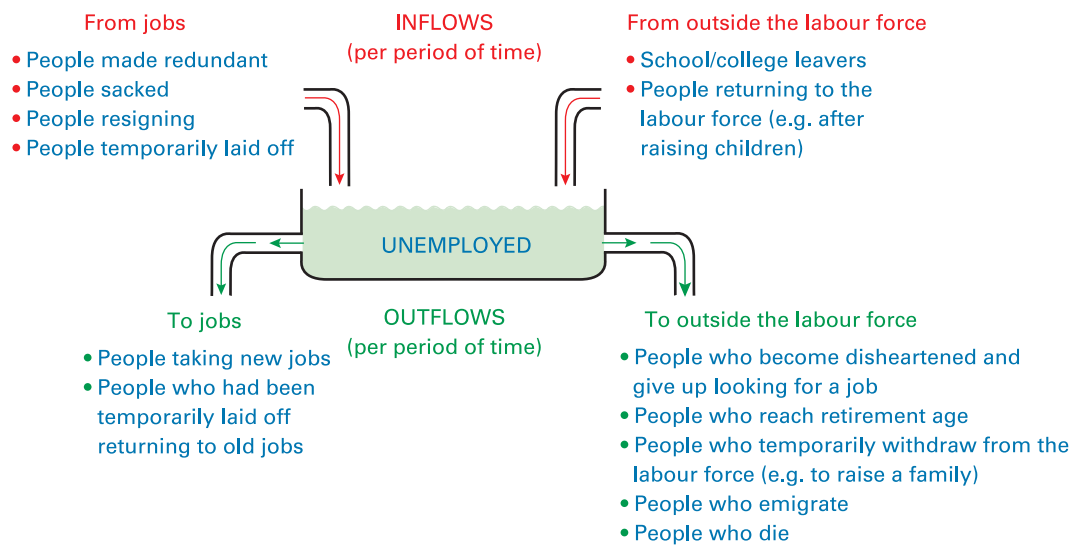 From jobs
• People made redundant
• People sacked
• People resigning
• People temporarily laid off
INFLOWS
(per period of time)
From outside the labour force
• School/college leavers
• People returning to the
labour force (e.g. after
raising children)
UNEMPLOYED
To jobs
• People taking new jobs
• People who had been
temporarily laid off
returning to old jobs
OUTFLOWS
(per period of time)
To outside the labour force
• People who become disheartened and
give up looking for a job
• People who reach retirement age
• People who temporarily withdraw from the
labour force (e.g. to raise a family)
• People who emigrate
• People who die